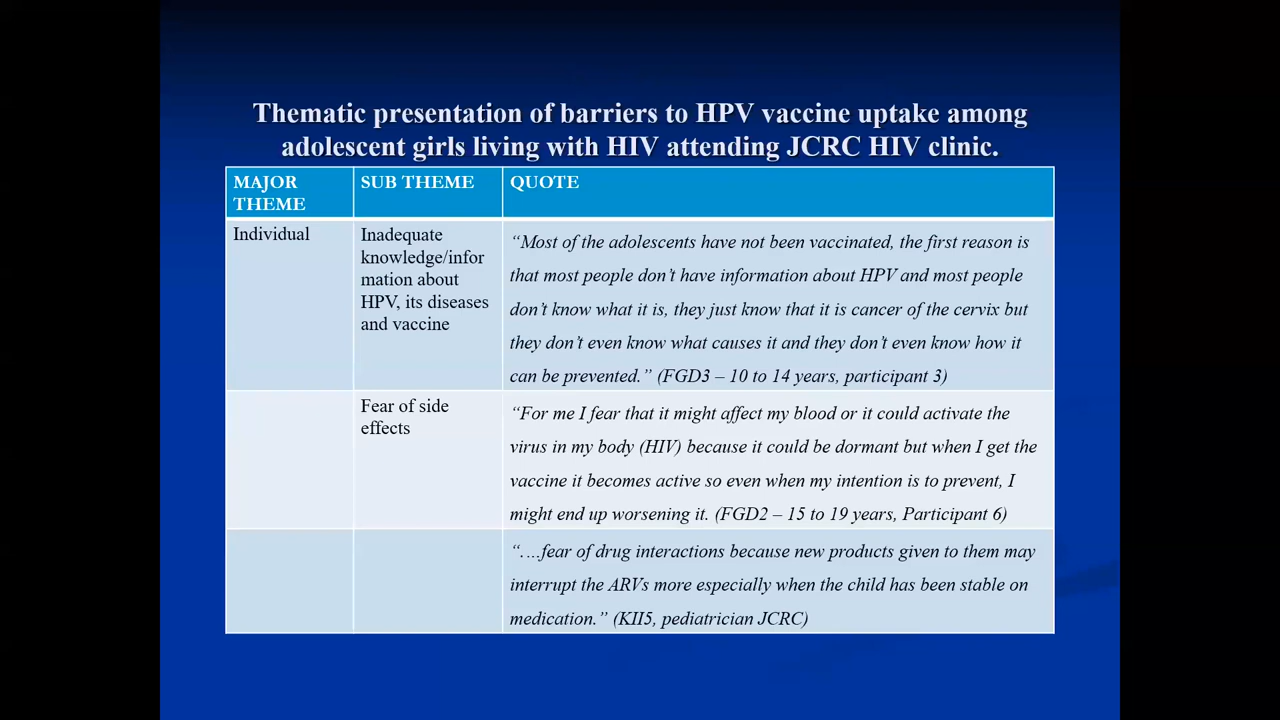 Thematic presentation of barriers to HPV vaccine uptake among
adolescent girls living with HIV attending JCRC HIV clinic.
MAJOR
THEME
SUB THEME
QUOTE
Individual
Inadequate
knowledge/infor
mation about
HPV, its diseases
and vaccine
“Most of the adolescents have not been vaccinated, the first reason is
that most people don’t have information about HPV and most people
don’t know what it is, they just know that it is cancer of the cervix but
they don’t even know what causes it and they don’t even know how it
can be prevented.” (FGD3 – 10 to 14 years, participant 3)
Fear of side
effects
“For me I fear that it might affect my blood or it could activate the
virus in my body (HIV) because it could be dormant but when I get the
vaccine it becomes active so even when my intention is to prevent, I
might end up worsening it. (FGD2 – 15 to 19 years, Participant 6)
“.…fear of drug interactions because new products given to them may
interrupt the ARVs more especially when the child has been stable on
medication.” (KII5, pediatrician JCRC)